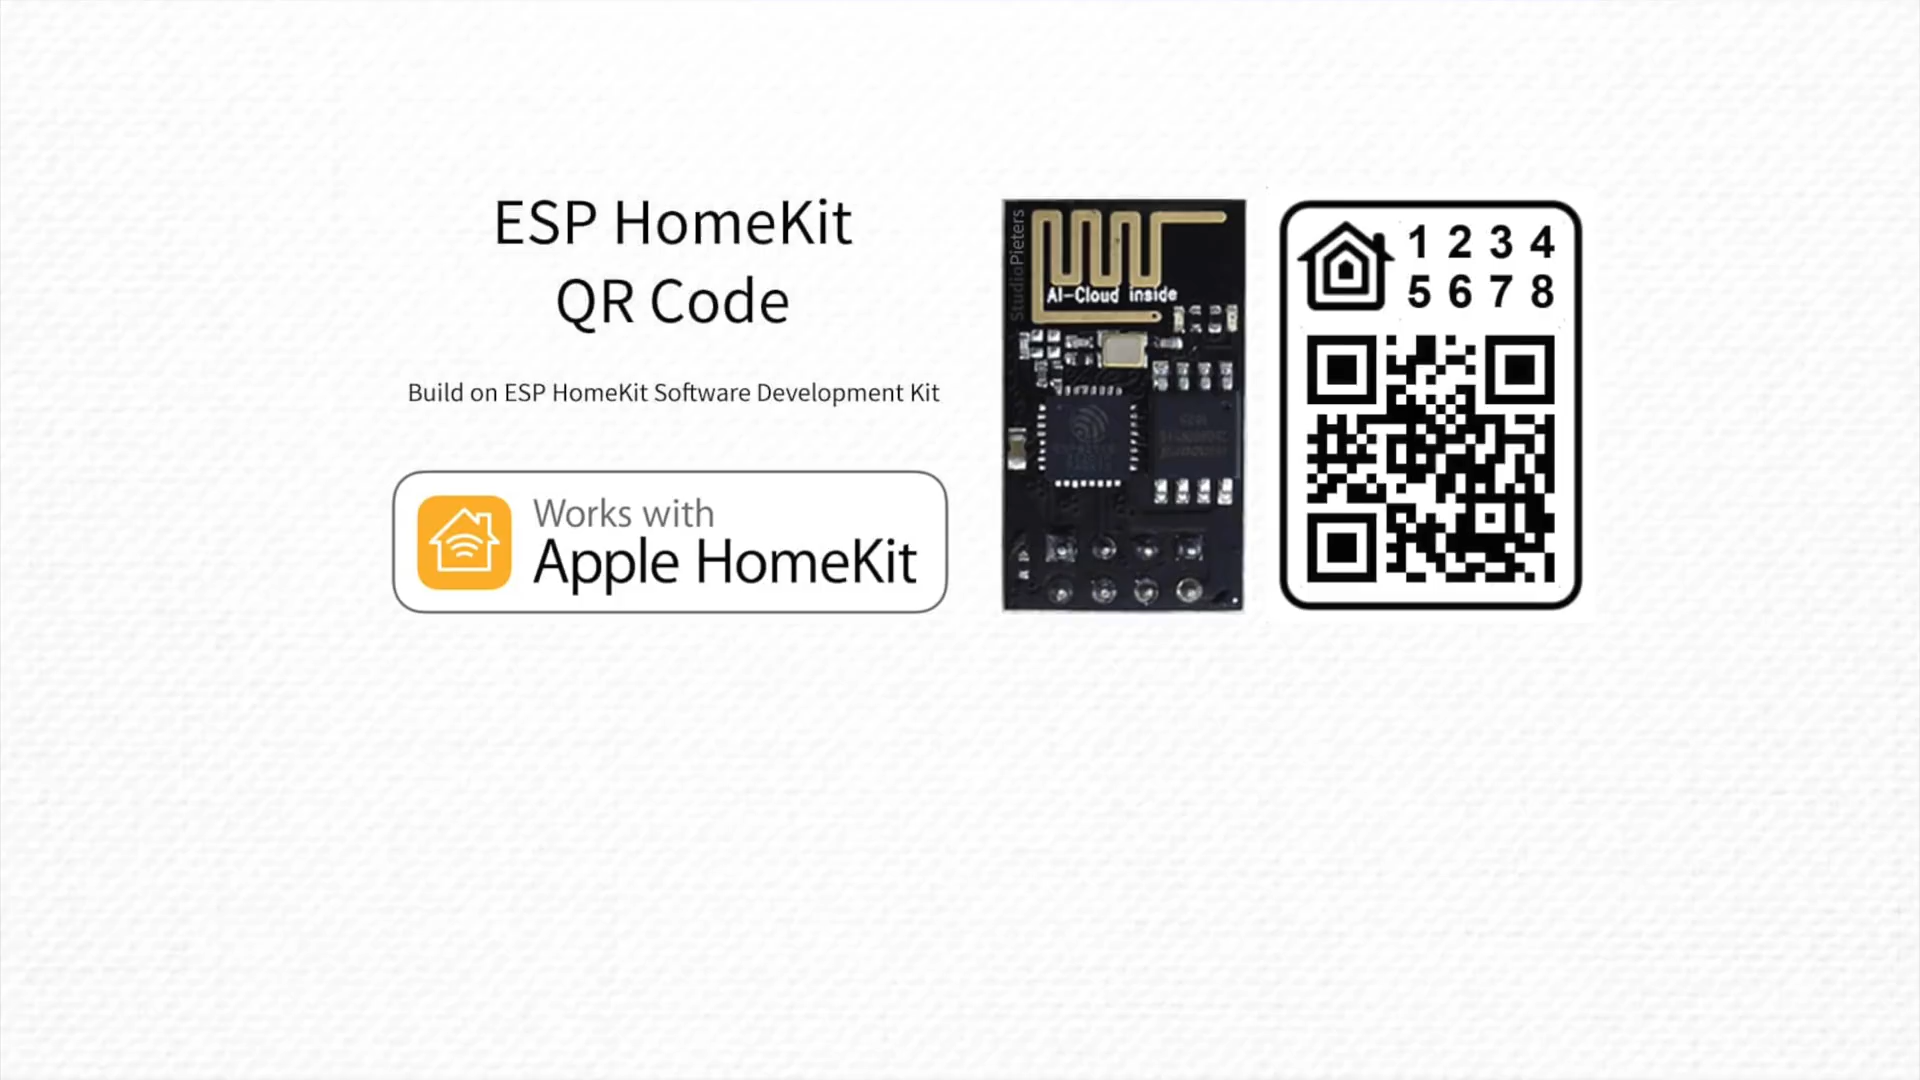 ESP HomeKit
QR Code
Build on ESP HomeKit Software Development Kit
Works with
Apple HomeKit
StudioPieters
AI-Cloud inside
1 2 3 4
5 6 7 8